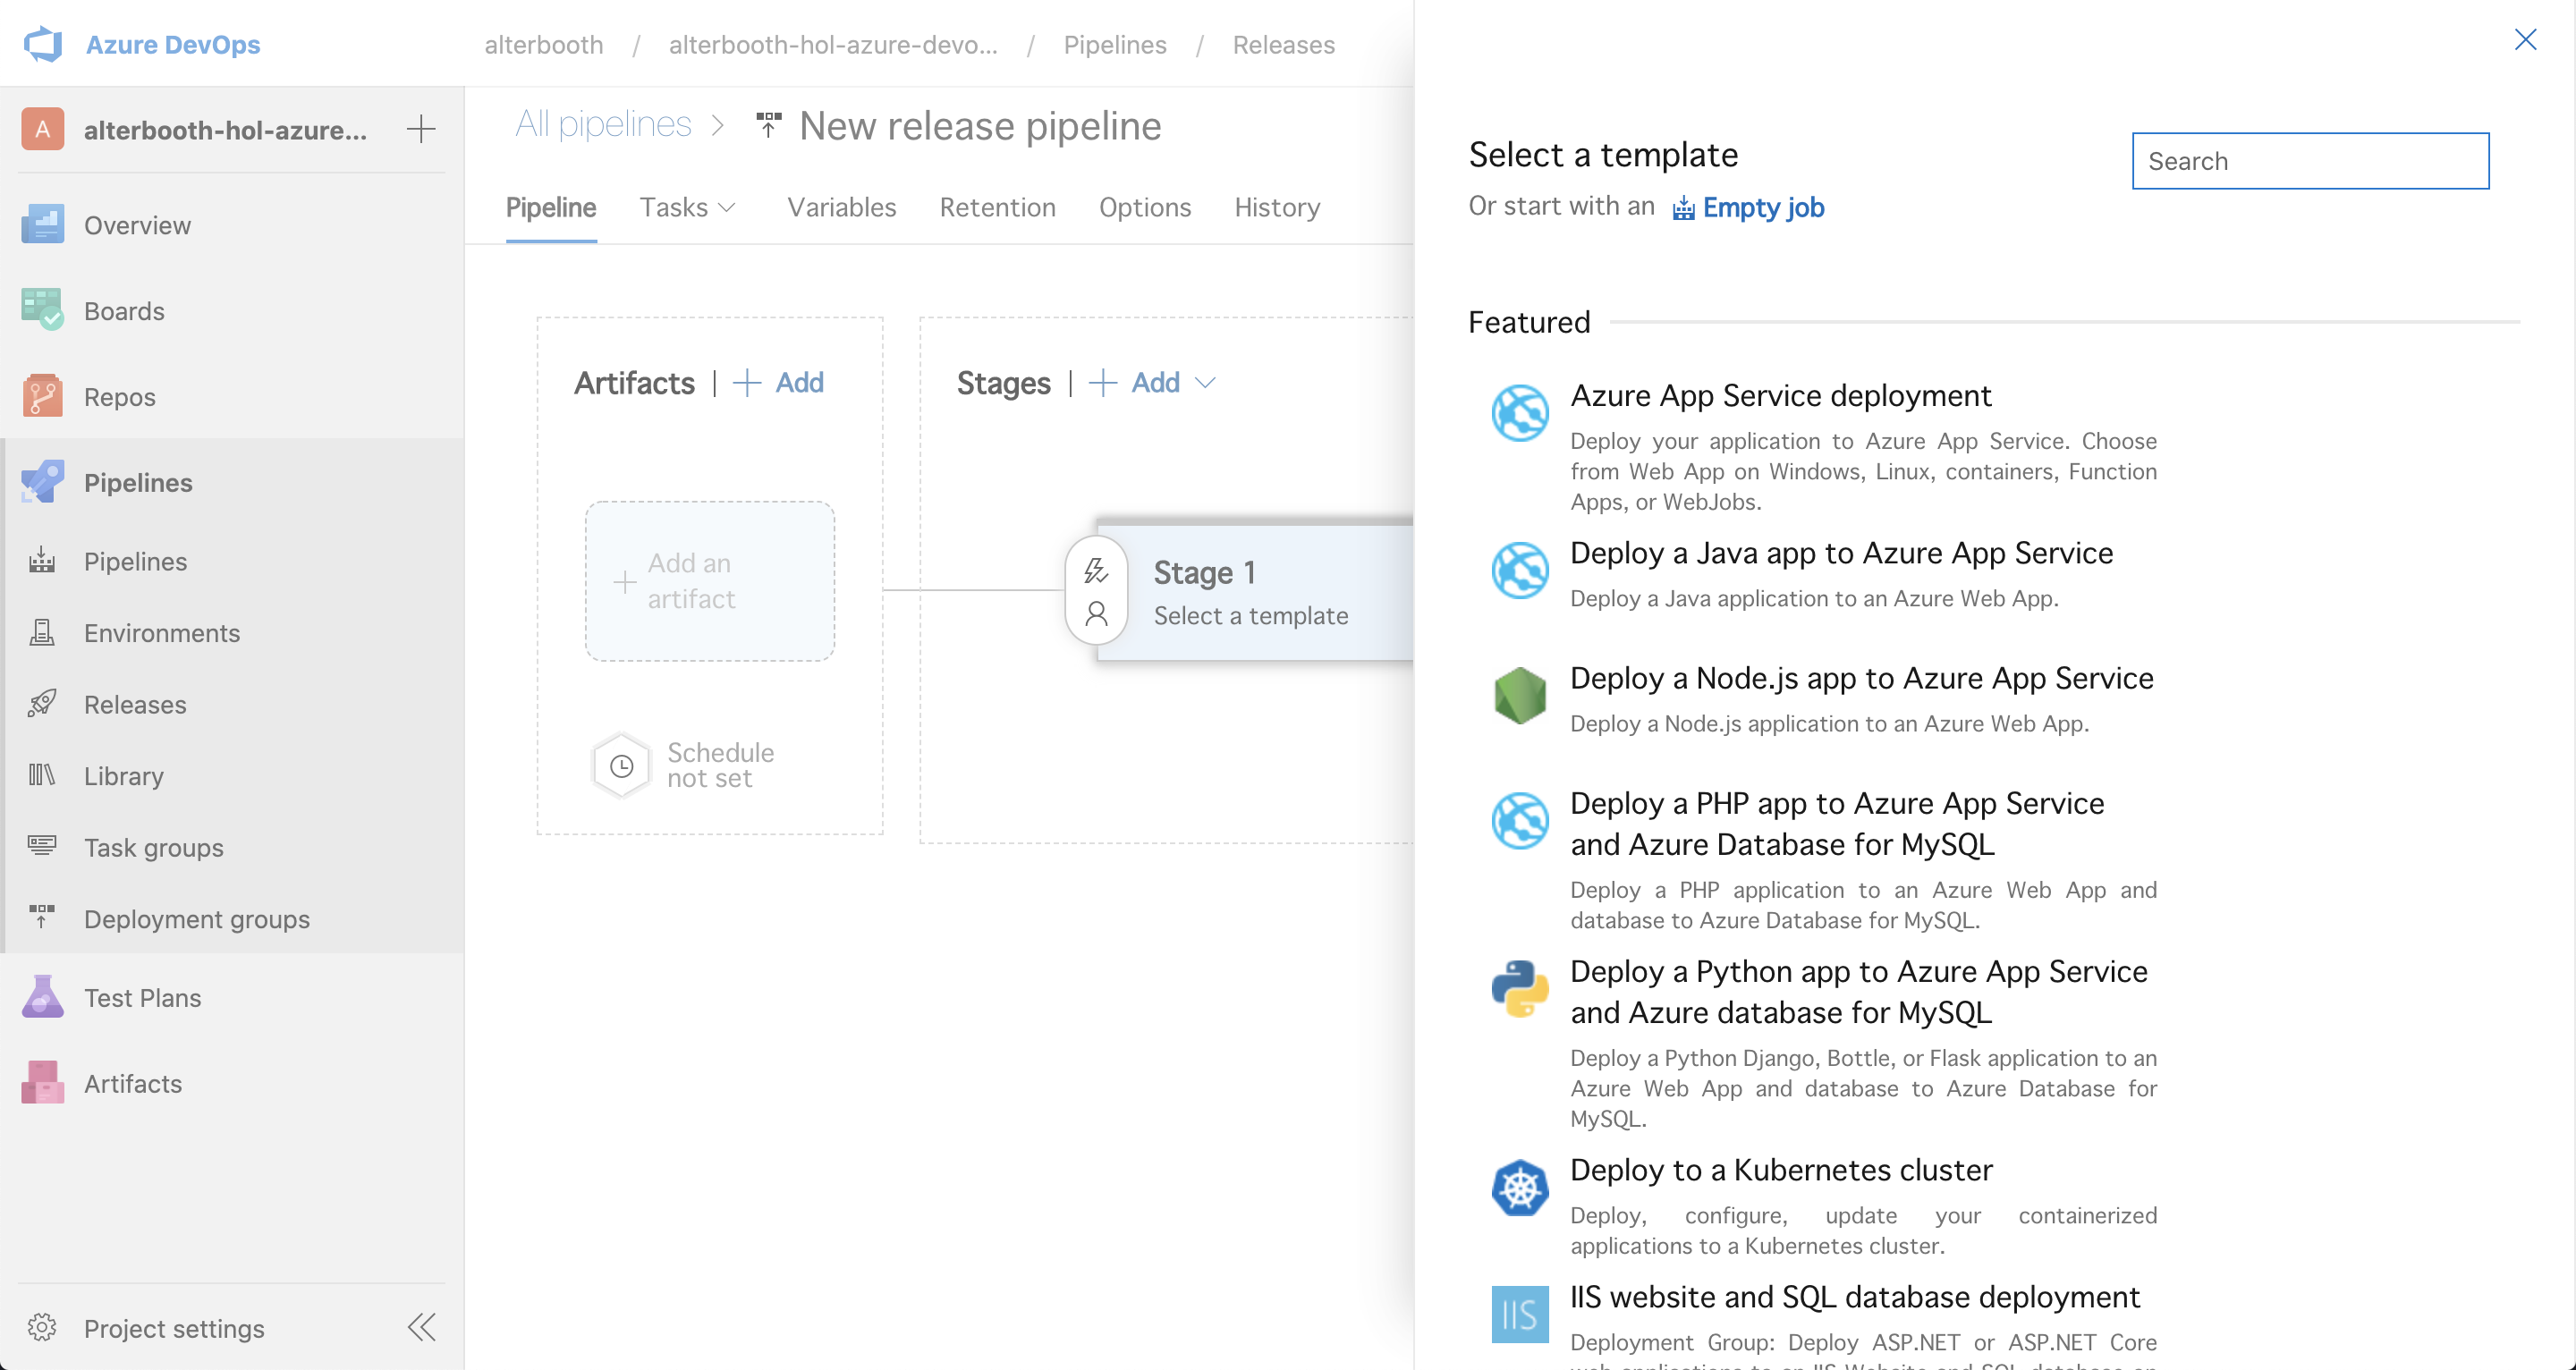 Azure DevOps
alterbooth / alterbooth-hol-azure-devo... / Pipelines / Releases
A alterbooth-hol-azure...
Overview
Boards
Repos
Pipelines
Pipelines
Environments
Releases
Library
Task groups
Deployment groups
Test Plans
Artifacts
Project settings
All pipelines > New release pipeline
Pipeline Tasks Variables Retention Options History
Artifacts | + Add
Add an
artifact
Schedule
not set
Stages | + Add
Stage 1
Select a template
Select a template
Search
Or start with an Empty job
Featured
Azure App Service deployment
Deploy your application to Azure App Service. Choose
from Web App on Windows, Linux, containers, Function
Apps, or WebJobs.
Deploy a Java app to Azure App Service
Deploy a Java application to an Azure Web App.
Deploy a Node.js app to Azure App Service
Deploy a Node.js application to an Azure Web App.
Deploy a PHP app to Azure App Service
and Azure Database for MySQL
Deploy a PHP application to an Azure Web App and
database to Azure Database for MySQL.
Deploy a Python app to Azure App Service
and Azure database for MySQL
Deploy a Python Django, Bottle, or Flask application to an
Azure Web App and database to Azure Database for
MySQL.
Deploy to a Kubernetes cluster
Deploy, configure, update your containerized
applications to a Kubernetes cluster.
IIS
IIS website and SQL database deployment
Deployment Group: Deploy ASP.NET or ASP.NET Core